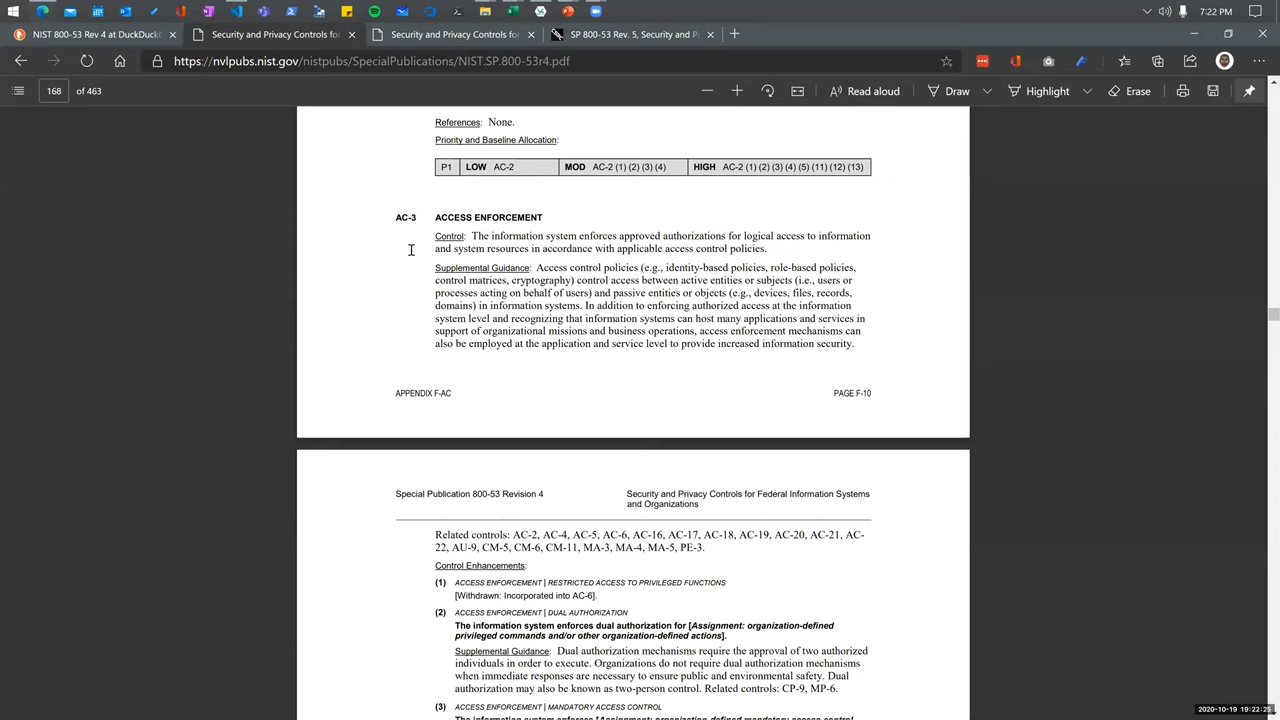 7:22 PM
NIST 800-53 Rev 4 at DuckDuckG
Security and Privacy Controls for
Security and Privacy Controls for
SP 800-53 Rev. 5, Security and Pr
https://nvlpubs.nist.gov/nistpubs/SpecialPublications/NIST.SP.800-53r4.pdf
168 of 463
Read aloud
Draw
Highlight
Erase
References: None.
Priority and Baseline Allocation:
P1 LOW AC-2 MOD AC-2 (1) (2) (3) (4) HIGH AC-2 (1) (2) (3) (4) (5) (11) (12) (13)
AC-3 ACCESS ENFORCEMENT
Control: The information system enforces approved authorizations for logical access to information
and system resources in accordance with applicable access control policies.
Supplemental Guidance: Access control policies (e.g., identity-based policies, role-based policies,
control matrices, cryptography) control access between active entities or subjects (i.e., users or
processes acting on behalf of users) and passive entities or objects (e.g., devices, files, records,
domains) in information systems. In addition to enforcing authorized access at the information
system level and recognizing that information systems can host many applications and services in
support of organizational missions and business operations, access enforcement mechanisms can
also be employed at the application and service level to provide increased information security.
APPENDIX F-AC PAGE F-10
Special Publication 800-53 Revision 4 Security and Privacy Controls for Federal Information Systems
and Organizations
Related controls: AC-2, AC-4, AC-5, AC-6, AC-16, AC-17, AC-18, AC-19, AC-20, AC-21, AC-
22, AU-9, CM-5, CM-6, CM-11, MA-3, MA-4, MA-5, PE-3.
Control Enhancements:
(1) ACCESS ENFORCEMENT | RESTRICTED ACCESS TO PRIVILEGED FUNCTIONS
[Withdrawn: Incorporated into AC-6].
(2) ACCESS ENFORCEMENT | DUAL AUTHORIZATION
The information system enforces dual authorization for [Assignment: organization-defined
privileged commands and/or other organization-defined actions].
Supplemental Guidance: Dual authorization mechanisms require the approval of two authorized
individuals in order to execute. Organizations do not require dual authorization mechanisms
when immediate responses are necessary to ensure public and environmental safety. Dual
authorization may also be known as two-person control. Related controls: CP-9, MP-6.
(3) ACCESS ENFORCEMENT | MANDATORY ACCESS CONTROL
The information system enforces [Assignment: organization-defined mandatory access control
2020-10-19 19:22:25